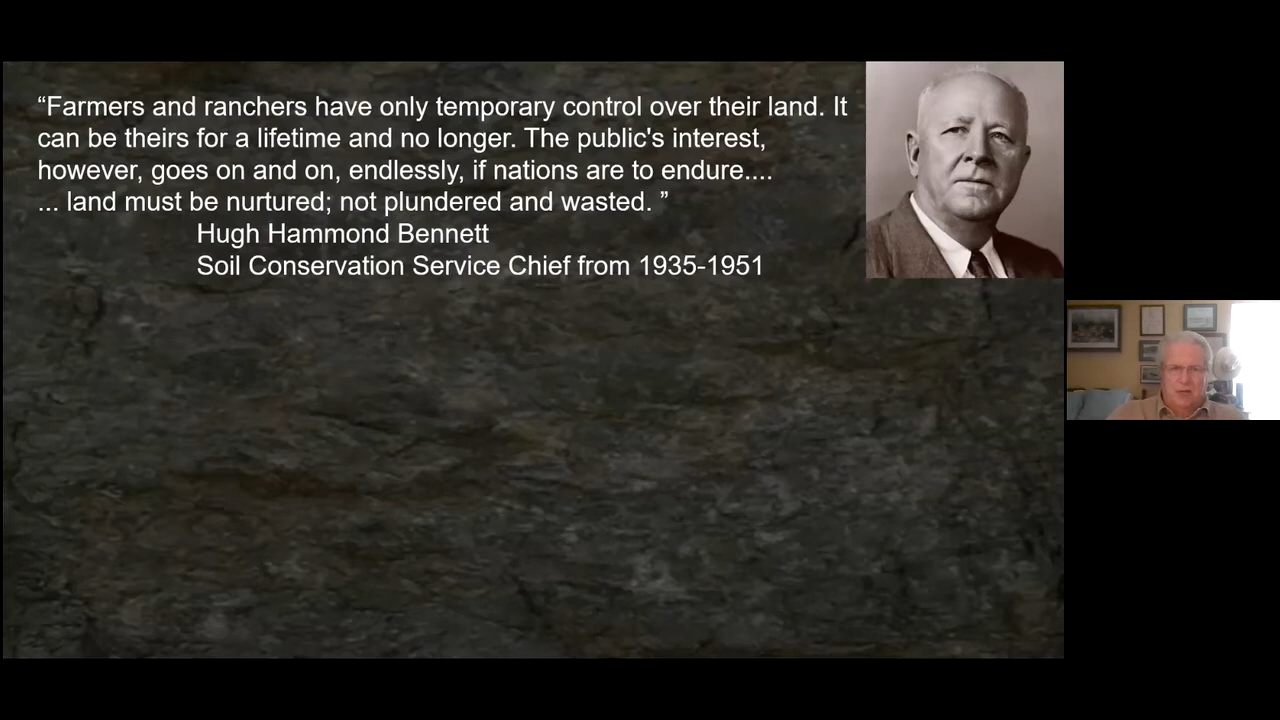 “Farmers and ranchers have only temporary control over their land. It
can be theirs for a lifetime and no longer. The public's interest,
however, goes on and on, endlessly, if nations are to endure....
... land must be nurtured; not plundered and wasted. ”
Hugh Hammond Bennett
Soil Conservation Service Chief from 1935-1951